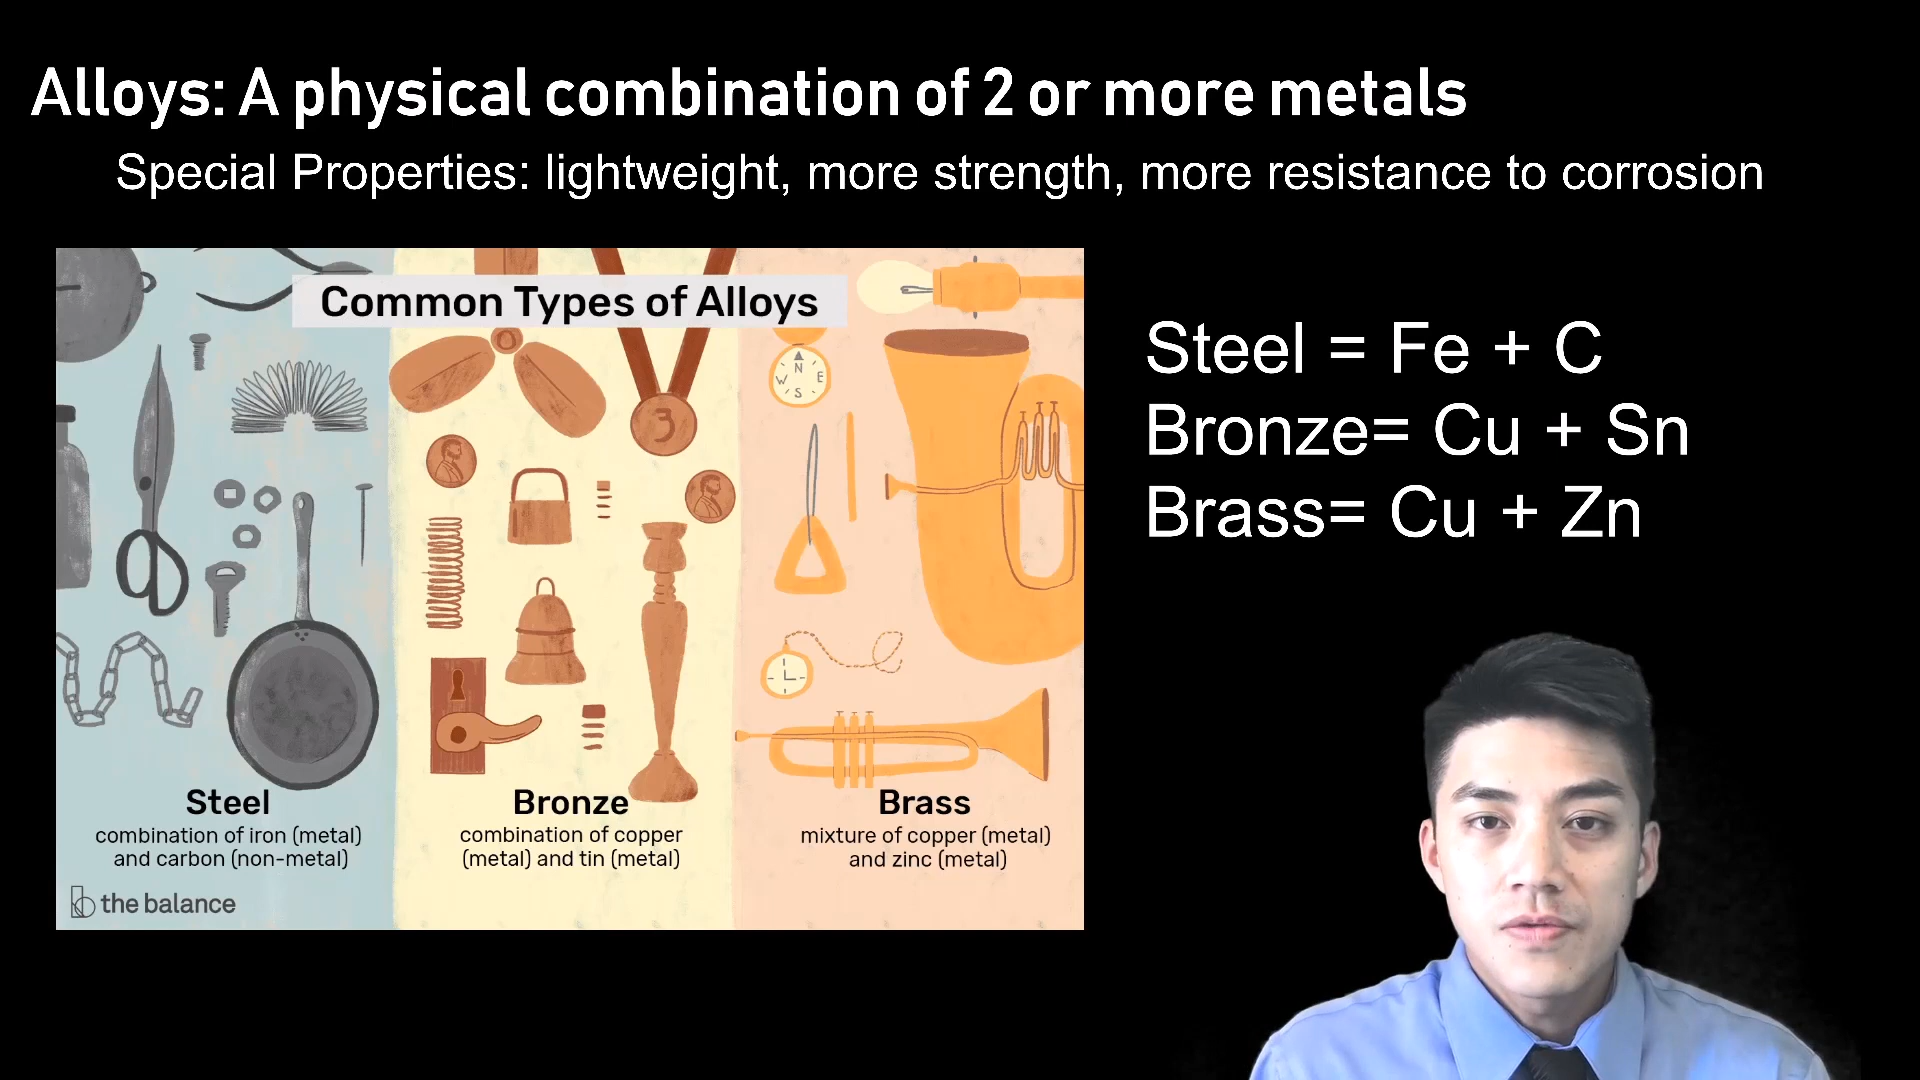 Alloys: A physical combination of 2 or more metals
Special Properties: lightweight, more strength, more resistance to corrosion
Common Types of Alloys
N
W E
S
3
Steel = Fe + C
Bronze= Cu + Sn
Brass= Cu + Zn
Steel
combination of iron (metal)
and carbon (non-metal)
Bronze
combination of copper
(metal) and tin (metal)
Brass
mixture of copper (metal)
and zinc (metal)
the balance